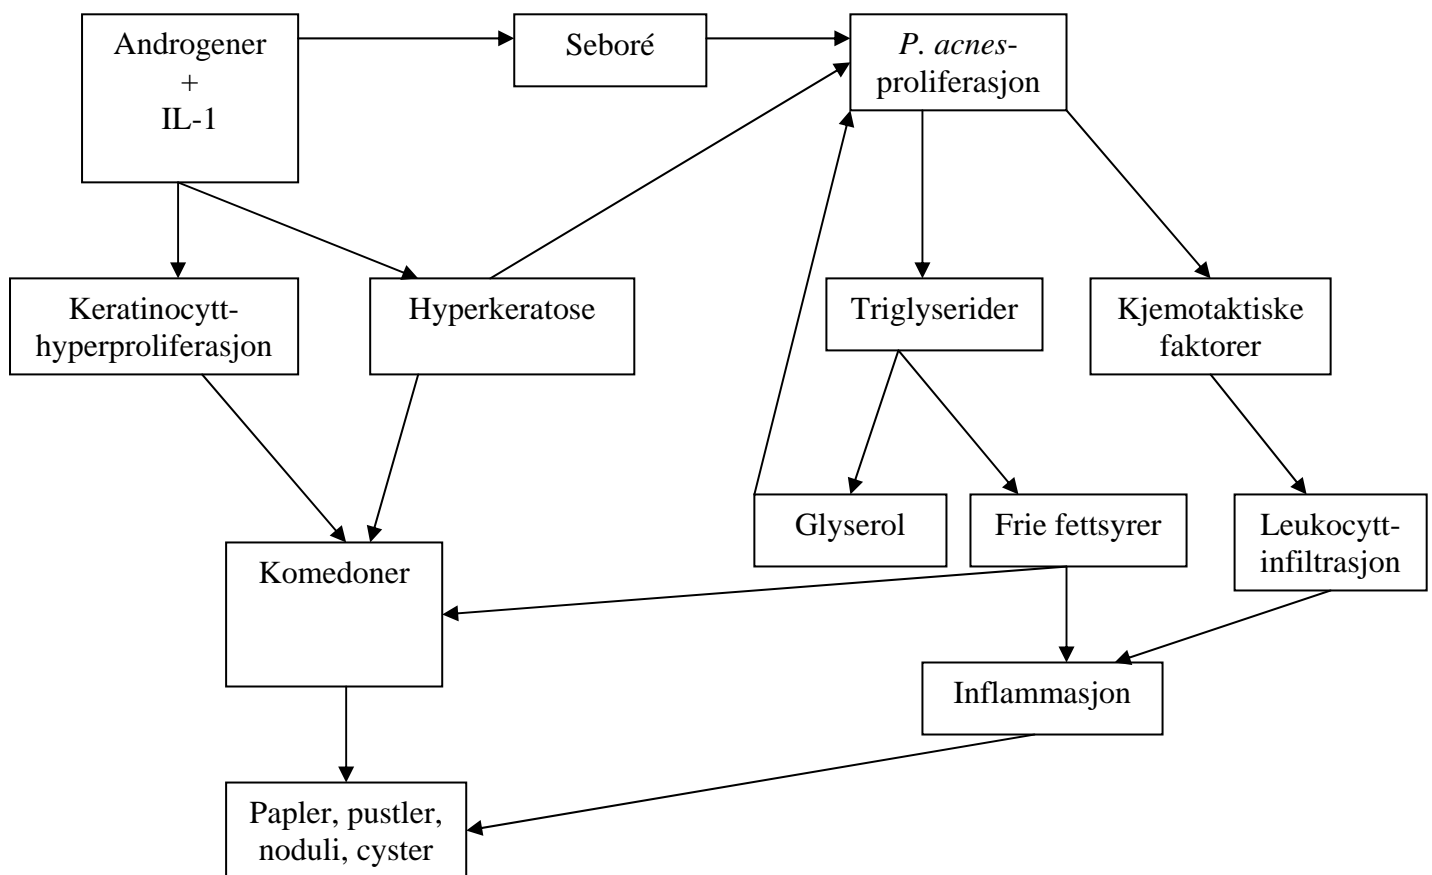 Androgener
+
IL-1
Seboré
P. acnes-
proliferasjon
Keratinocytt-
hyperproliferasjon
Hyperkeratose
Triglyserider
Kjemotaktiske
faktorer
Glyserol
Frie fettsyrer
Leukocytt-
infiltrasjon
Komedoner
Inflammasjon
Papler, pustler,
noduli, cyster